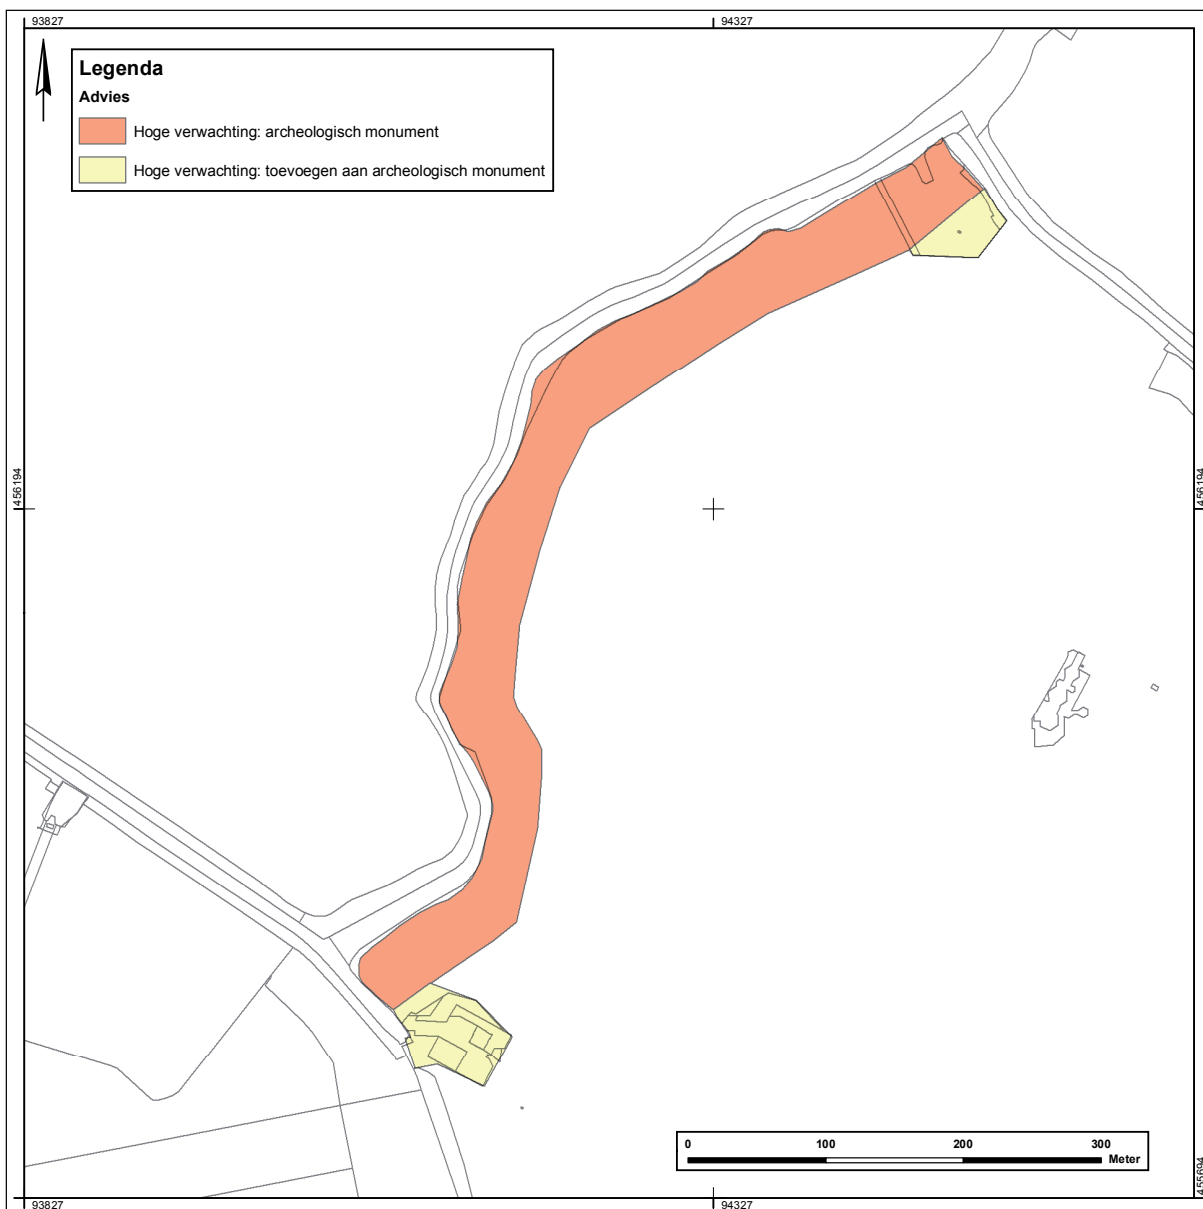 93827
94327
Legenda
Advies
Hoge verwachting: archeologisch monument
Hoge verwachting: toevoegen aan archeologisch monument
456194
456194
0 100 200 300
Meter
455694
93827
94327